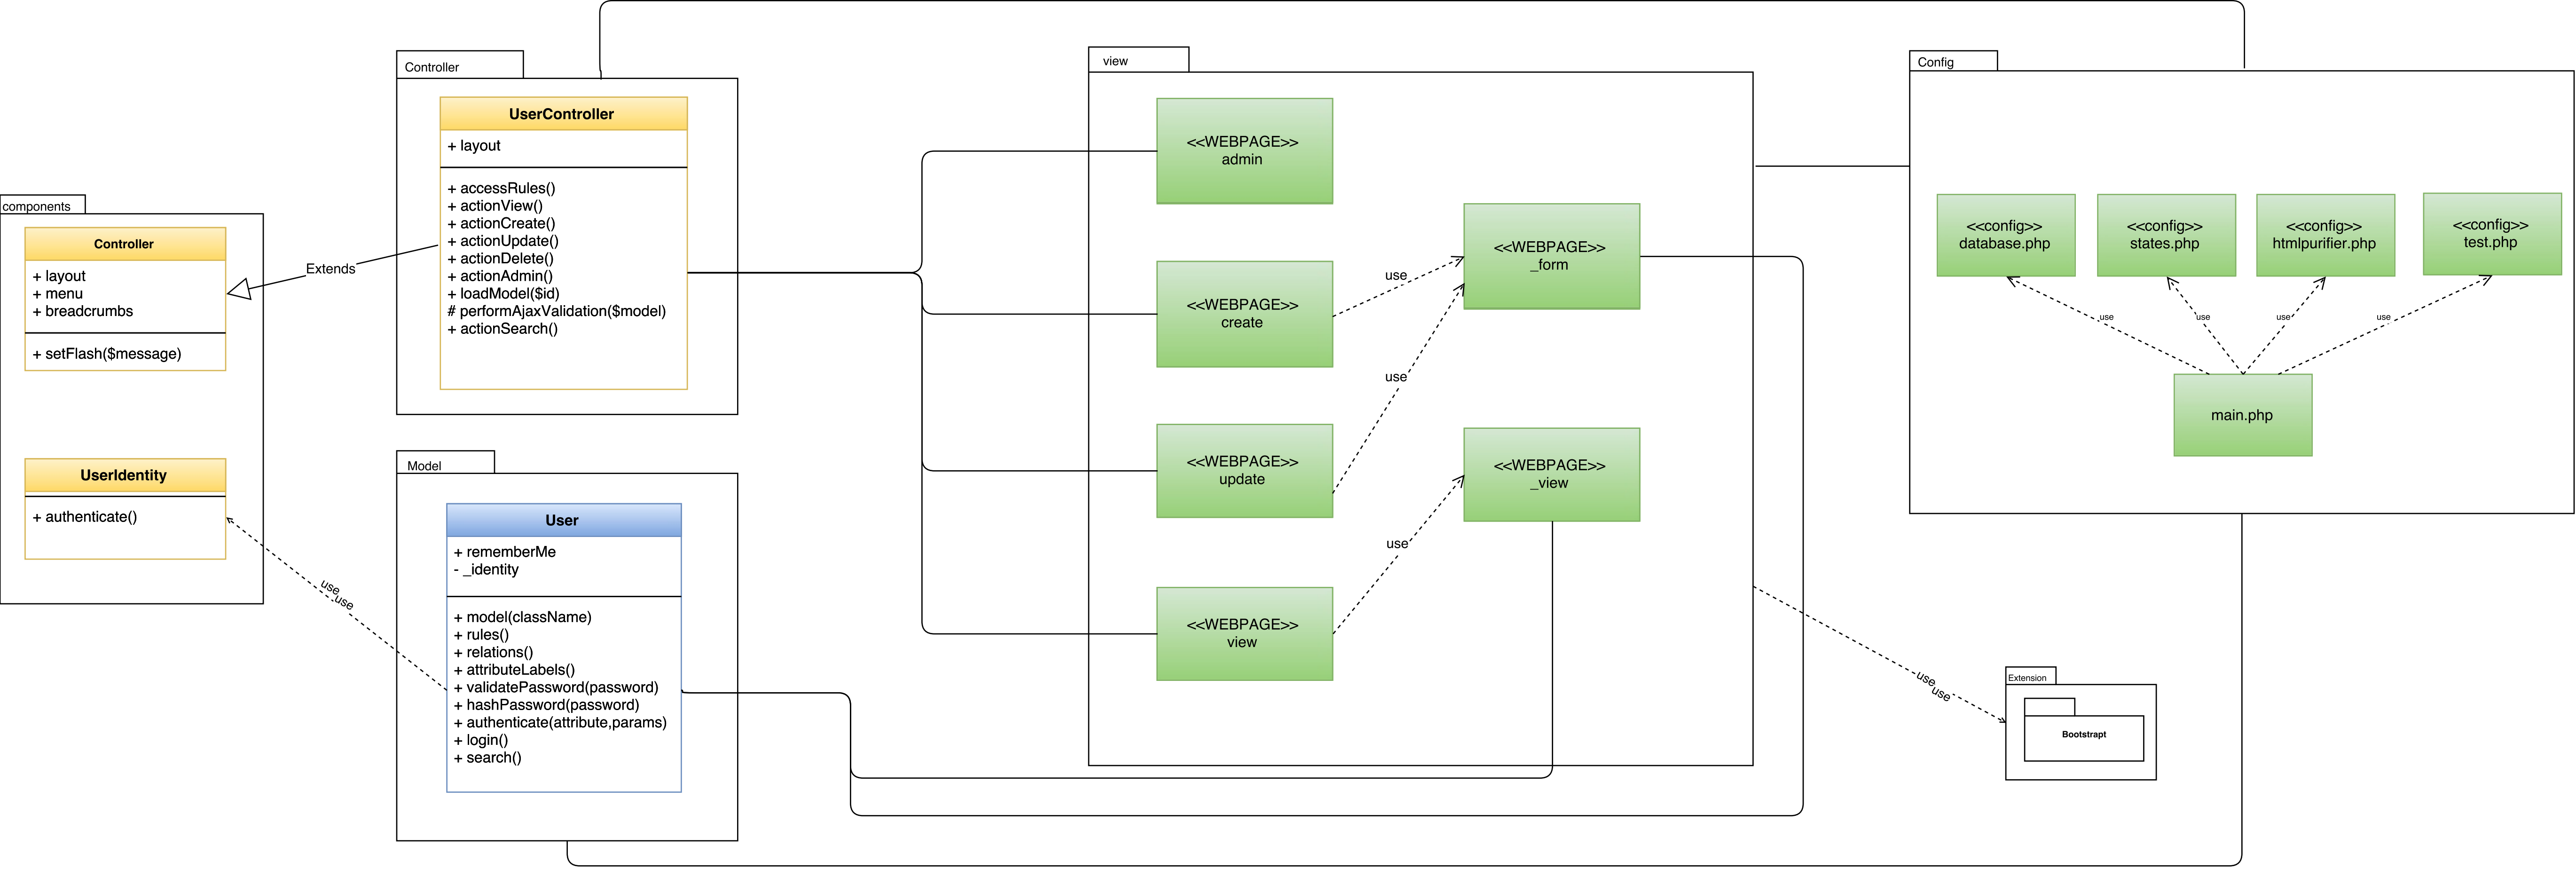 components
Controller
+ layout
+ menu
+ breadcrumbs
+ setFlash($message)
UserIdentity
+ authenticate()
Extends
use
use
Controller
UserController
+ layout
+ accessRules()
+ actionView()
+ actionCreate()
+ actionUpdate()
+ actionDelete()
+ actionAdmin()
+ loadModel($id)
# performAjaxValidation($model)
+ actionSearch()
Model
User
+ rememberMe
- _identity
+ model(className)
+ rules()
+ relations()
+ attributeLabels()
+ validatePassword(password)
+ hashPassword(password)
+ authenticate(attribute,params)
+ login()
+ search()
view
<<WEBPAGE>>
admin
<<WEBPAGE>>
create
<<WEBPAGE>>
update
<<WEBPAGE>>
view
use
use
use
<<WEBPAGE>>
_form
<<WEBPAGE>>
_view
Config
<<config>>
database.php
<<config>>
states.php
<<config>>
htmlpurifier.php
<<config>>
test.php
use
use
use
use
main.php
use
use
Extension
Bootstrapt